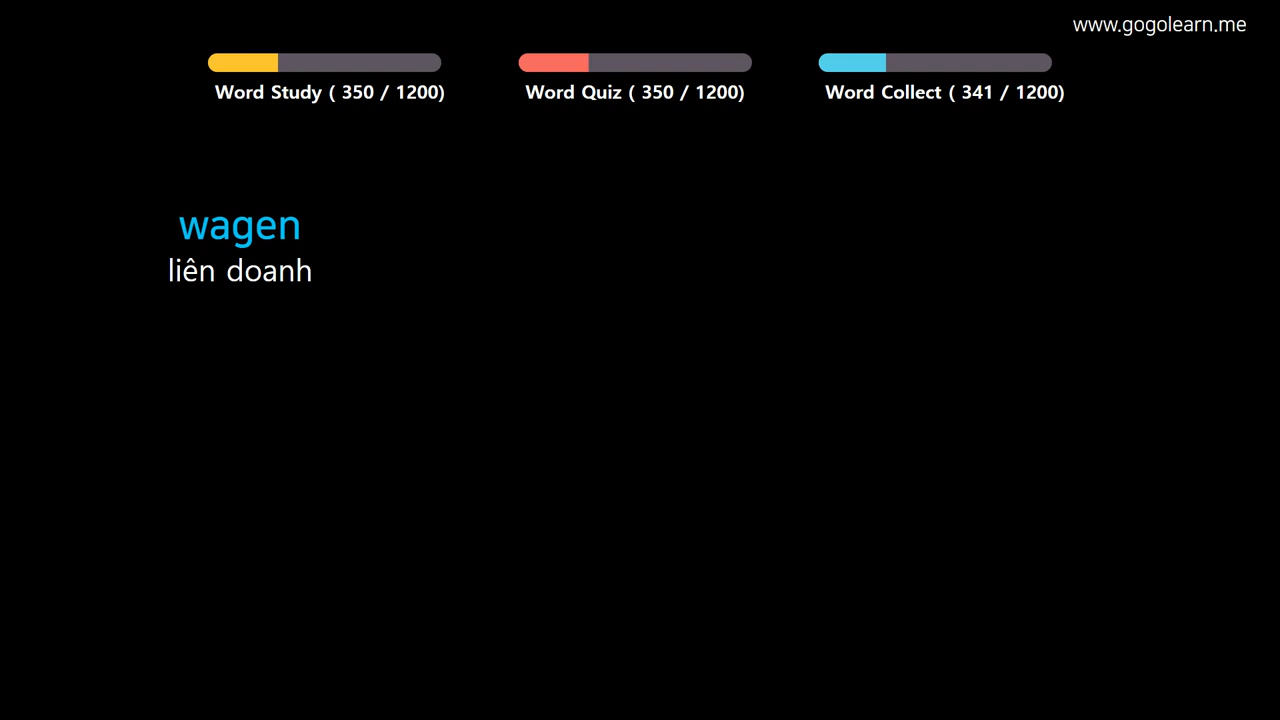 www.gogolearn.me
Word Study ( 350 / 1200)
Word Quiz ( 350 / 1200)
Word Collect ( 341 / 1200)
wagen
liên doanh